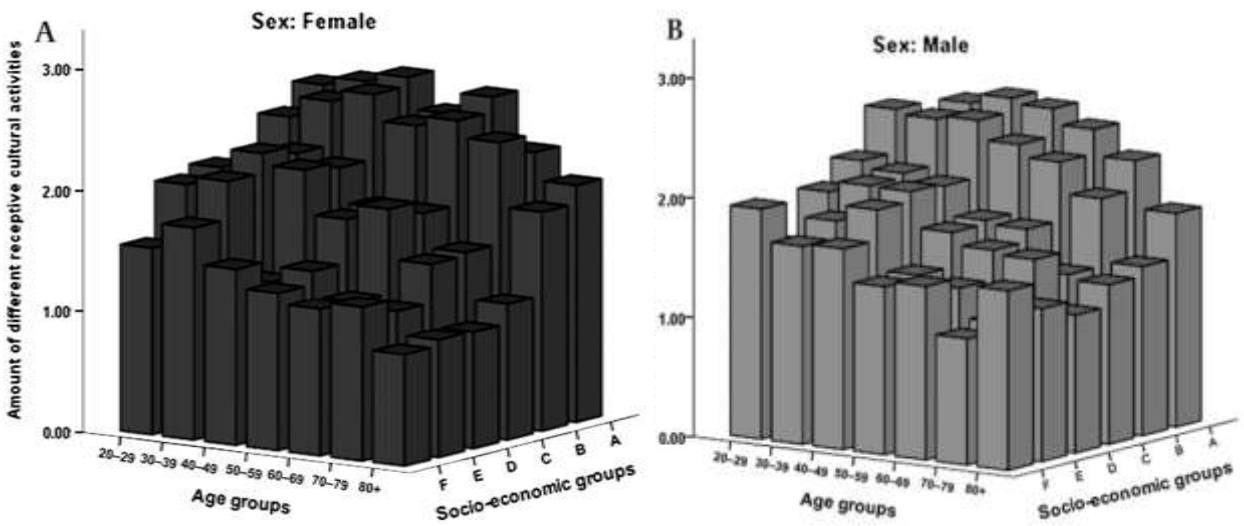 A
Sex: Female
Amount of different receptive cultural activities
3.00
2.00
1.00
0.00
20–29 30–39 40–49 50–59 60–69 70–79 80+
Age groups
F E D C B A
Socio-economic groups
B
Sex: Male
3.00
2.00
1.00
0.00
20–29 30–39 40–49 50–59 60–69 70–79 80+
Age groups
F E D C B A
Socio-economic groups